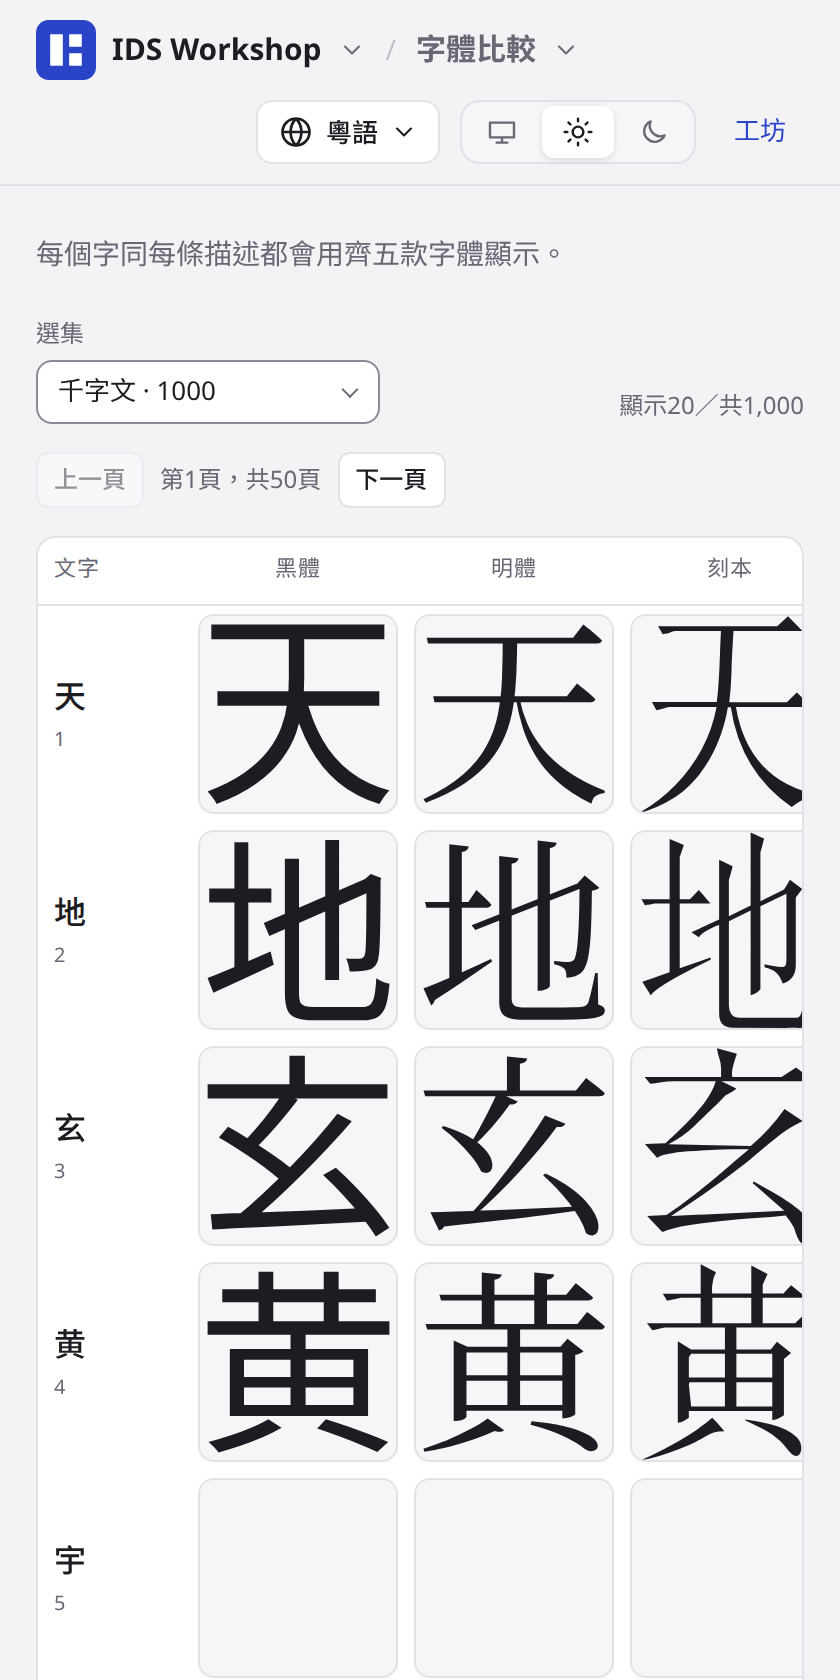 IDS Workshop / 字體比較
粵語 工坊
每個字同每條描述都會用齊五款字體顯示。
選集
千字文 · 1000
顯示20／共1,000
上一頁 第1頁，共50頁 下一頁
文字 黑體 明體 刻本
天 天 天 天
1
地 地 地 地
2
玄 玄 玄 玄
3
黄 黄 黄 黄
4
宇
5